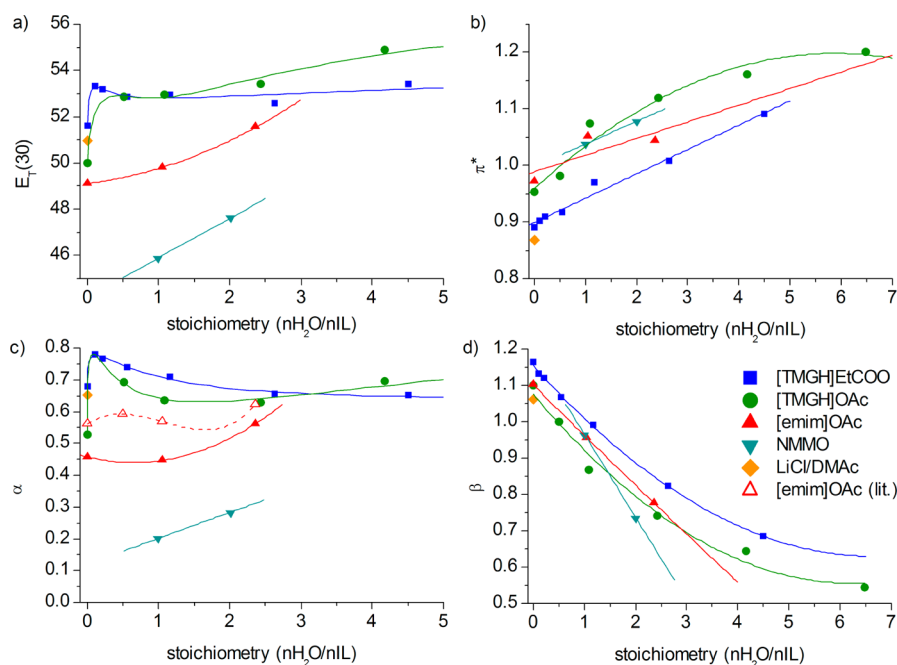 a)
56
54
52
50
48
46
E_T(30)
0 1 2 3 4 5
stoichiometry (nH₂O/nIL)
b)
1.2
1.1
1.0
0.9
0.8
π*
0 1 2 3 4 5 6 7
stoichiometry (nH₂O/nIL)
c)
0.8
0.7
0.6
0.5
0.4
0.3
0.2
0.1
0.0
α
0 1 2 3 4 5
stoichiometry (nH₂O/nIL)
d)
1.2
1.1
1.0
0.9
0.8
0.7
0.6
0.5
β
0 1 2 3 4 5 6 7
stoichiometry (nH₂O/nIL)
[TMGH]EtCOO
[TMGH]OAc
[emim]OAc
NMMO
LiCl/DMAc
[emim]OAc (lit.)